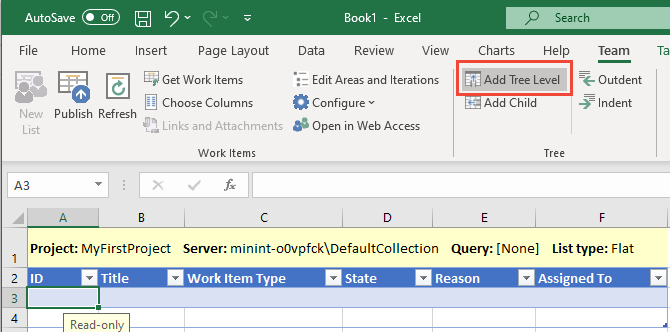 AutoSave Off Book1 - Excel Search
File Home Insert Page Layout Formulas Data Review View Charts Help Team Ta
New List Publish Refresh
Get Work Items
Choose Columns
Links and Attachments
Edit Areas and Iterations
Configure
Open in Web Access
Work Items
Add Tree Level
Add Child
Outdent
Indent
Tree
A3 fx
A B C D E F
1 Project: MyFirstProject Server: minint-o0vpfck\DefaultCollection Query: [None] List type: Flat
2 ID Title Work Item Type State Reason Assigned To
3
Read-only
4